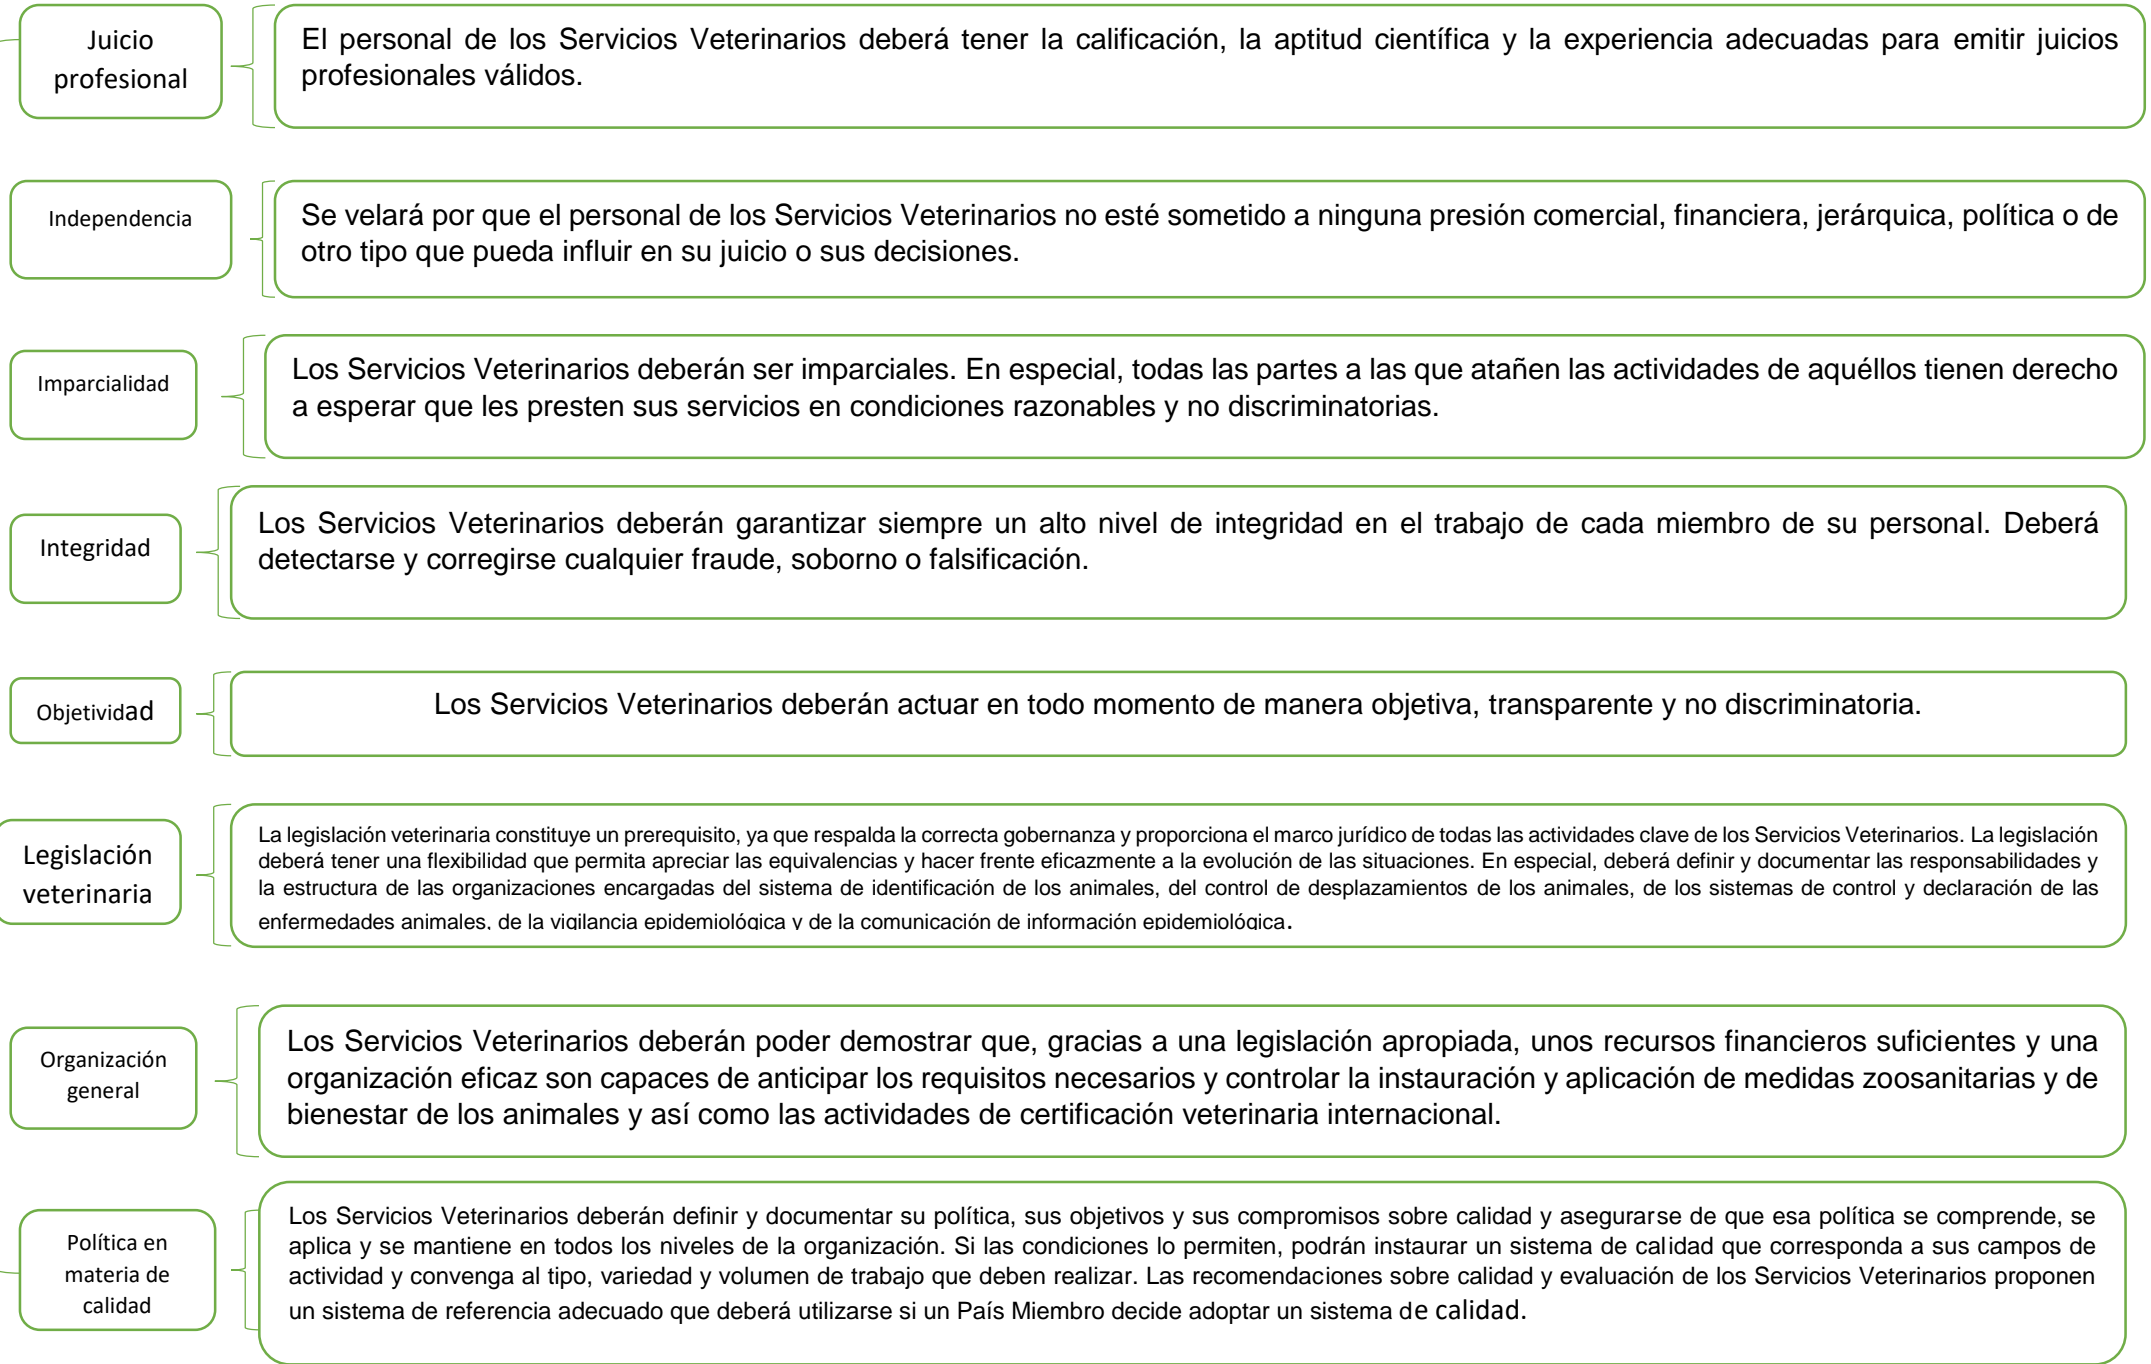 Juicio
profesional
El personal de los Servicios Veterinarios deberá tener la calificación, la aptitud científica y la experiencia adecuadas para emitir juicios
profesionales válidos.
Independencia
Se velará por que el personal de los Servicios Veterinarios no esté sometido a ninguna presión comercial, financiera, jerárquica, política o de
otro tipo que pueda influir en su juicio o sus decisiones.
Imparcialidad
Los Servicios Veterinarios deberán ser imparciales. En especial, todas las partes a las que atañen las actividades de aquéllos tienen derecho
a esperar que les presten sus servicios en condiciones razonables y no discriminatorias.
Integridad
Los Servicios Veterinarios deberán garantizar siempre un alto nivel de integridad en el trabajo de cada miembro de su personal. Deberá
detectarse y corregirse cualquier fraude, soborno o falsificación.
Objetividad
Los Servicios Veterinarios deberán actuar en todo momento de manera objetiva, transparente y no discriminatoria.
Legislación
veterinaria
La legislación veterinaria constituye un prerequisito, ya que respalda la correcta gobernanza y proporciona el marco jurídico de todas las actividades clave de los Servicios Veterinarios. La legislación
deberá tener una flexibilidad que permita apreciar las equivalencias y hacer frente eficazmente a la evolución de las situaciones. En especial, deberá definir y documentar las responsabilidades y
la estructura de las organizaciones encargadas del sistema de identificación de los animales, del control de desplazamientos de los animales, de los sistemas de control y declaración de las
enfermedades animales, de la vigilancia epidemiológica y de la comunicación de información epidemiológica.
Organización
general
Los Servicios Veterinarios deberán poder demostrar que, gracias a una legislación apropiada, unos recursos financieros suficientes y una
organización eficaz son capaces de anticipar los requisitos necesarios y controlar la instauración y aplicación de medidas zoosanitarias y de
bienestar de los animales y así como las actividades de certificación veterinaria internacional.
Política en
materia de
calidad
Los Servicios Veterinarios deberán definir y documentar su política, sus objetivos y sus compromisos sobre calidad y asegurarse de que esa política se comprende, se
aplica y se mantiene en todos los niveles de la organización. Si las condiciones lo permiten, podrán instaurar un sistema de calidad que corresponda a sus campos de
actividad y convenga al tipo, variedad y volumen de trabajo que deben realizar. Las recomendaciones sobre calidad y evaluación de los Servicios Veterinarios proponen
un sistema de referencia adecuado que deberá utilizarse si un País Miembro decide adoptar un sistema de calidad.